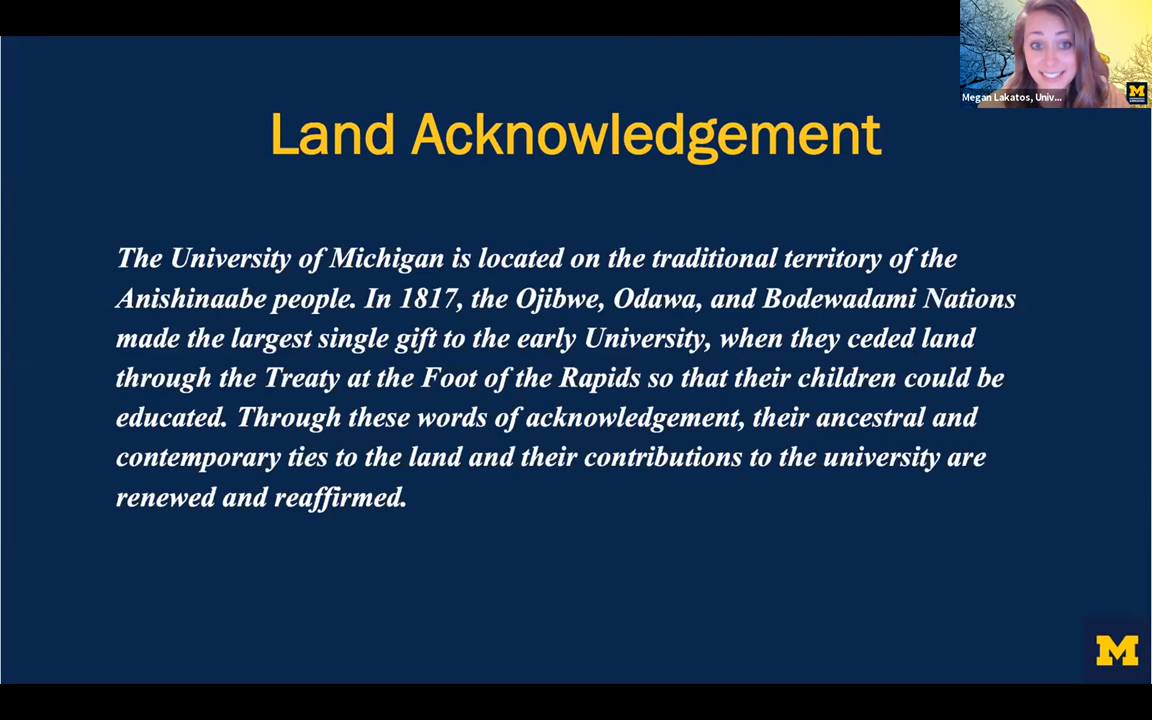 Megan Lakatos, Univ...
Land Acknowledgement
The University of Michigan is located on the traditional territory of the
Anishinaabe people. In 1817, the Ojibwe, Odawa, and Bodewadami Nations
made the largest single gift to the early University, when they ceded land
through the Treaty at the Foot of the Rapids so that their children could be
educated. Through these words of acknowledgement, their ancestral and
contemporary ties to the land and their contributions to the university are
renewed and reaffirmed.
M